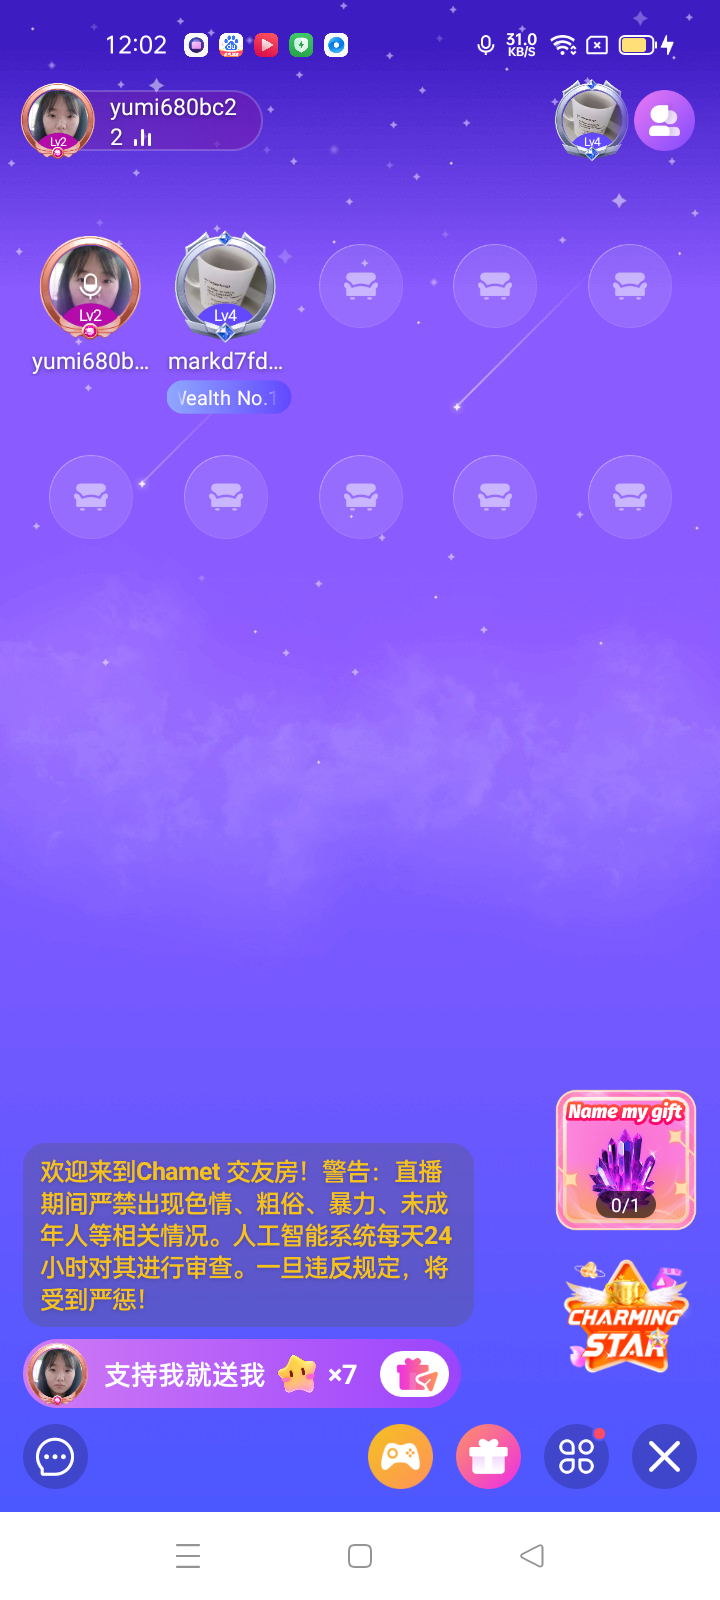 12:02
31.0
KB/S
yumi680bc2
2
Lv2
Lv4
Lv2
Lv4
yumi680b...
markd7fd...
Wealth No.1
Name my gift
0/1
欢迎来到Chamet 交友房！警告：直播
期间严禁出现色情、粗俗、暴力、未成
年人等相关情况。人工智能系统每天24
小时对其进行审查。一旦违反规定，将
受到严惩！
CHARMING
STAR
支持我就送我
×7